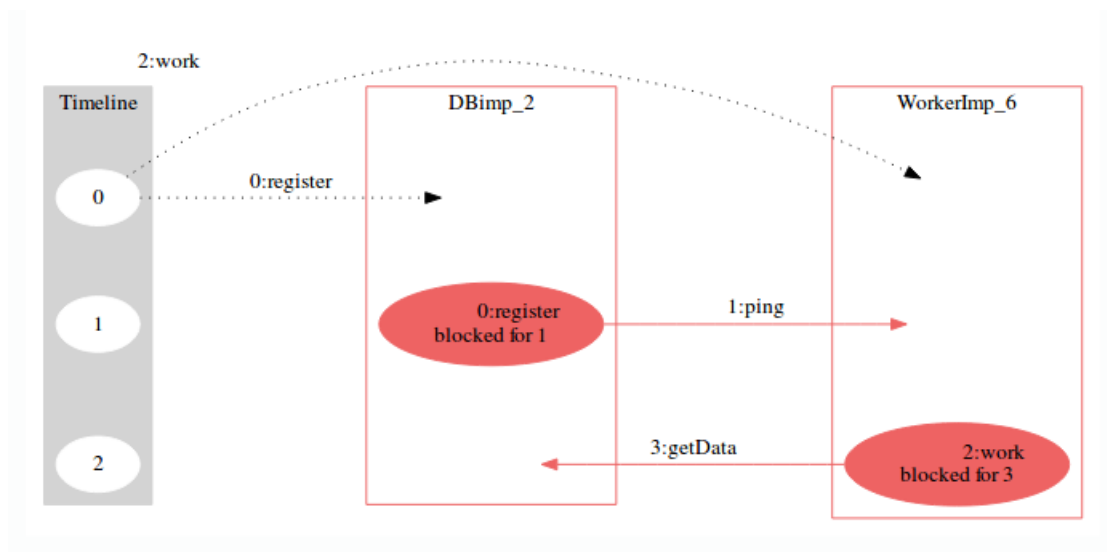 2:work
Timeline
DBimp_2
WorkerImp_6
0
0:register
1
0:register
blocked for 1
1:ping
2
3:getData
2:work
blocked for 3